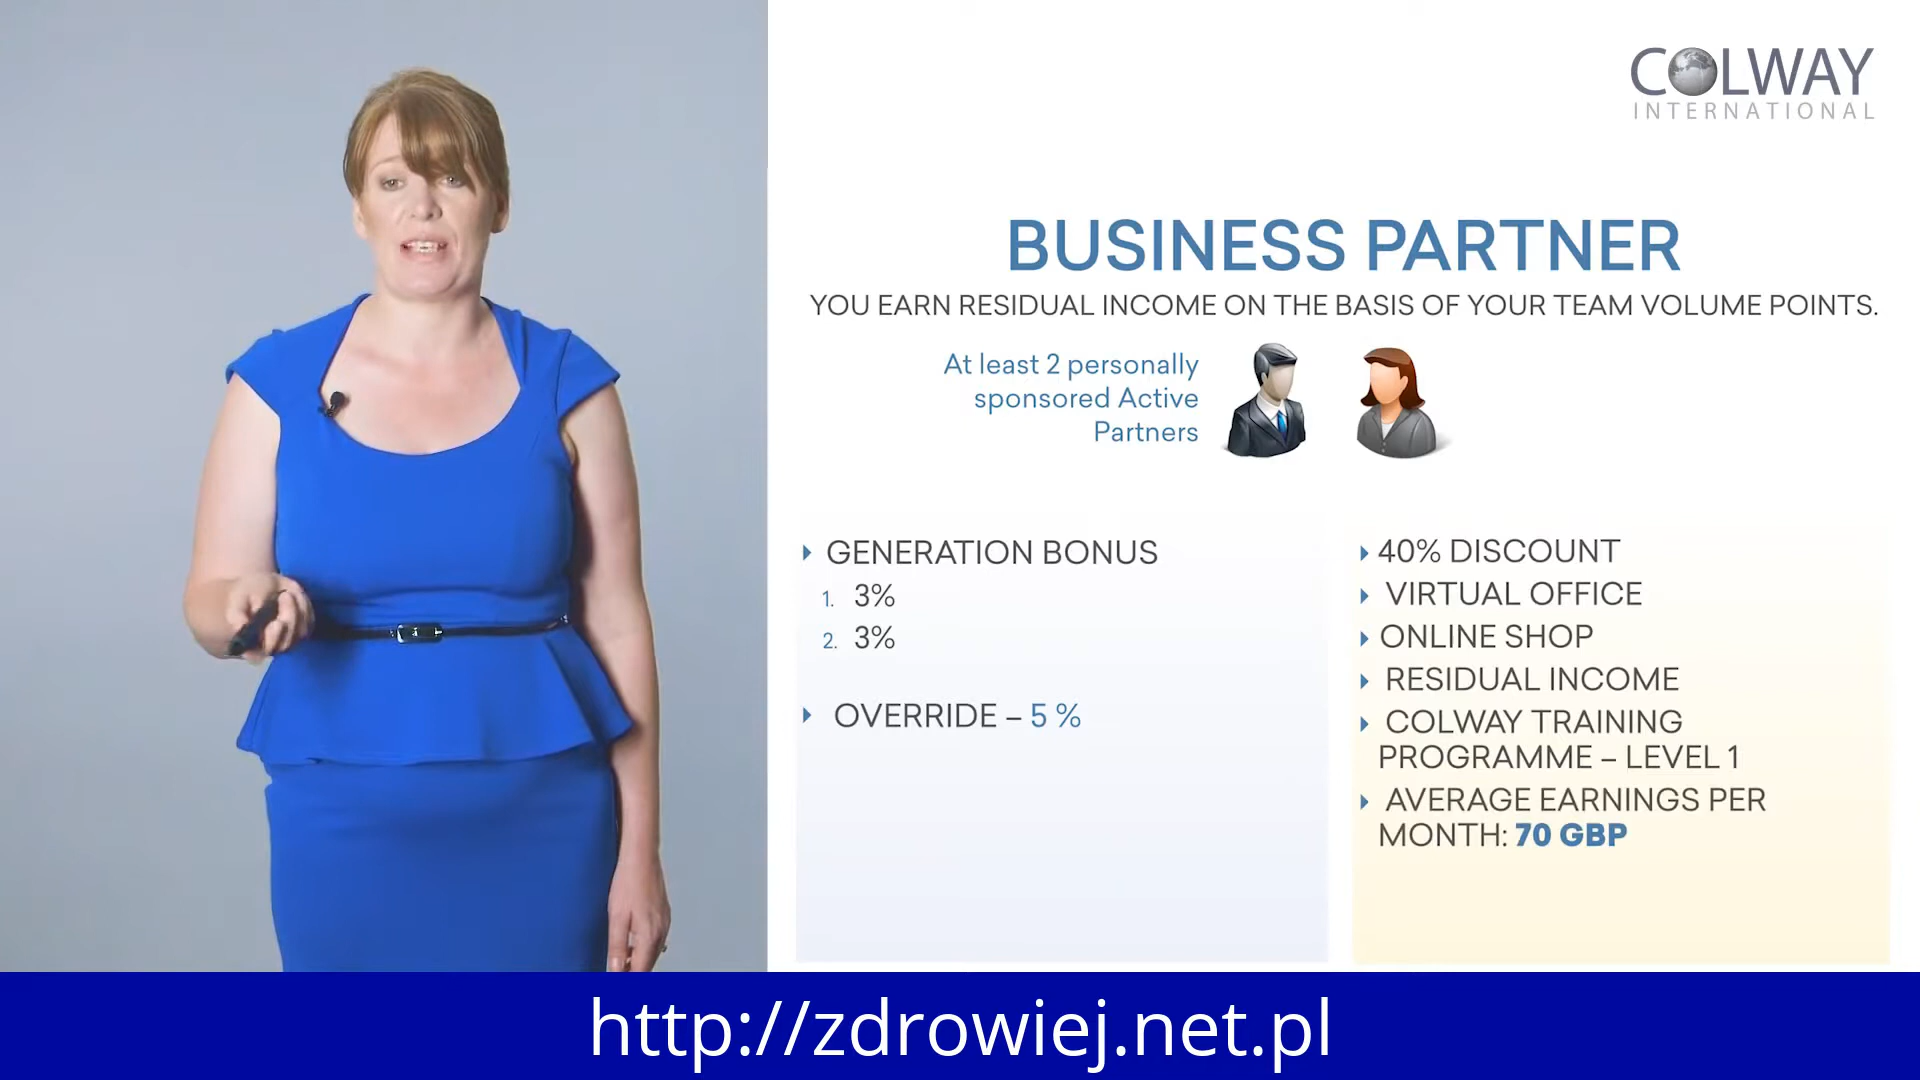 COLWAY
INTERNATIONAL
BUSINESS PARTNER
YOU EARN RESIDUAL INCOME ON THE BASIS OF YOUR TEAM VOLUME POINTS.
At least 2 personally
sponsored Active
Partners
GENERATION BONUS
1. 3%
2. 3%
OVERRIDE – 5 %
40% DISCOUNT
VIRTUAL OFFICE
ONLINE SHOP
RESIDUAL INCOME
COLWAY TRAINING
PROGRAMME – LEVEL 1
AVERAGE EARNINGS PER
MONTH: 70 GBP
http://zdrowiej.net.pl